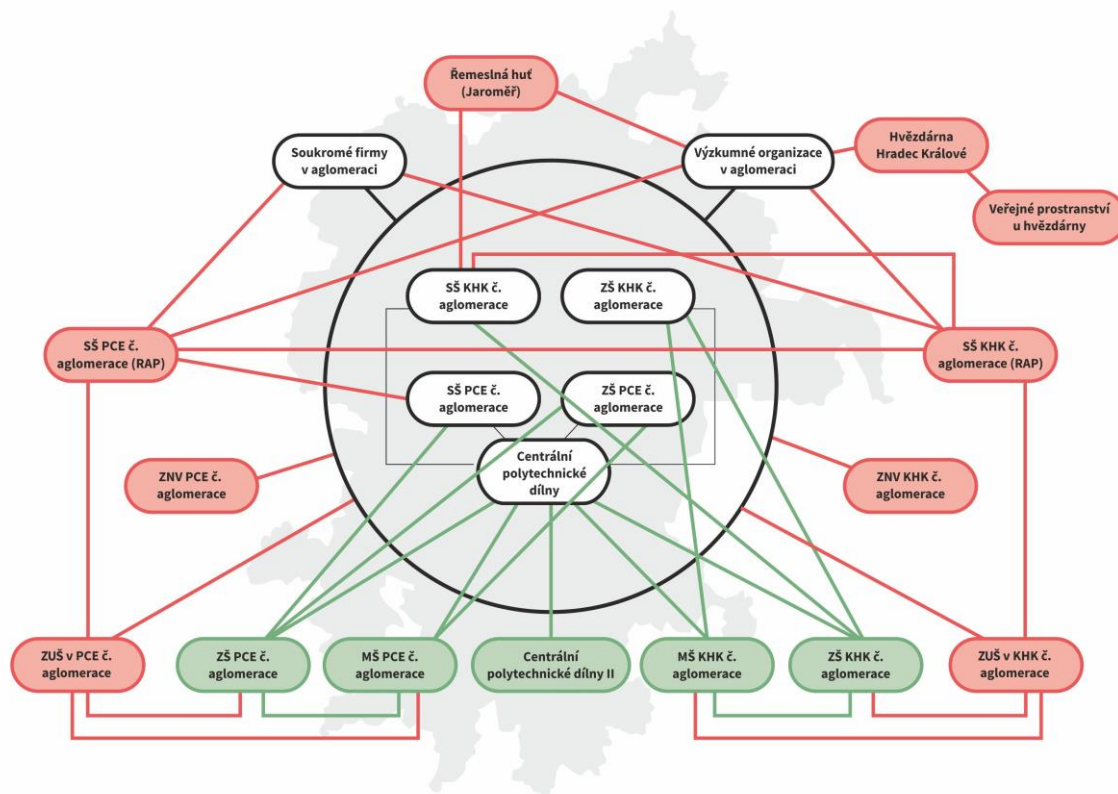 Řemeslná huť
(Jaroměř)
Soukromé firmy
v aglomeraci
Výzkumné organizace
v aglomeraci
Hvězdárna
Hradec Králové
Veřejné prostranství
u hvězdárny
SŠ KHK č.
aglomerace
ZŠ KHK č.
aglomerace
SŠ PCE č.
aglomerace (RAP)
SŠ KHK č.
aglomerace (RAP)
SŠ PCE č.
aglomerace
ZŠ PCE č.
aglomerace
Centrální
polytechnické
dílny
ZNV PCE č.
aglomerace
ZNV KHK č.
aglomerace
ZUŠ v PCE č.
aglomerace
ZŠ PCE č.
aglomerace
MŠ PCE č.
aglomerace
Centrální
polytechnické dílny II
MŠ KHK č.
aglomerace
ZŠ KHK č.
aglomerace
ZUŠ v KHK č.
aglomerace